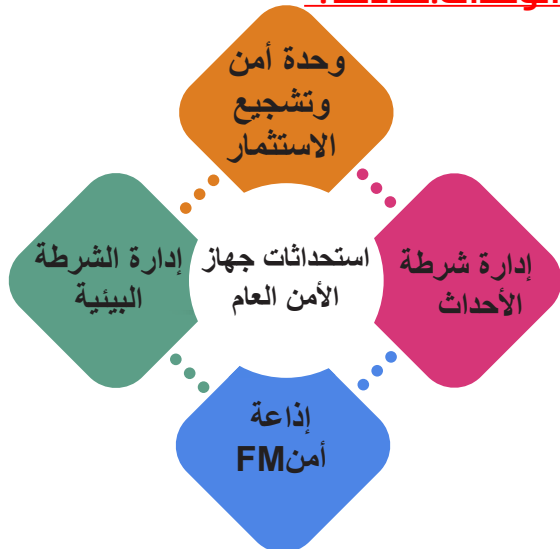 وحدة أمن
وتشجيع
الاستثمار
إدارة شرطة
الأحداث
استحداثات جهاز
الأمن العام
إدارة الشرطة
البيئية
إذاعة
أمنFM